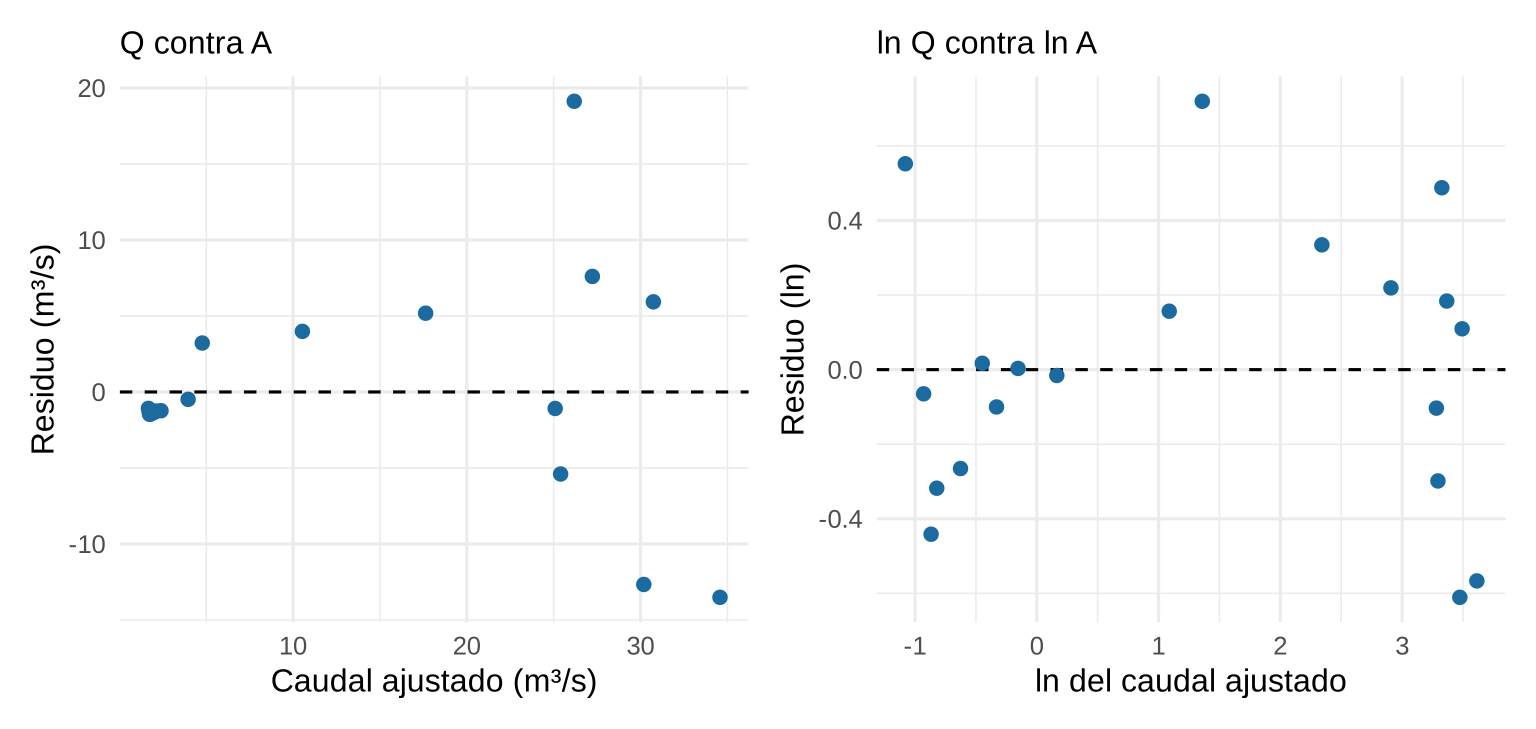 Q contra A
20
10
0
-10
Residuo (m³/s)
10
20
30
Caudal ajustado (m³/s)
ln Q contra ln A
0.4
0.0
-0.4
Residuo (ln)
-1
0
1
2
3
ln del caudal ajustado